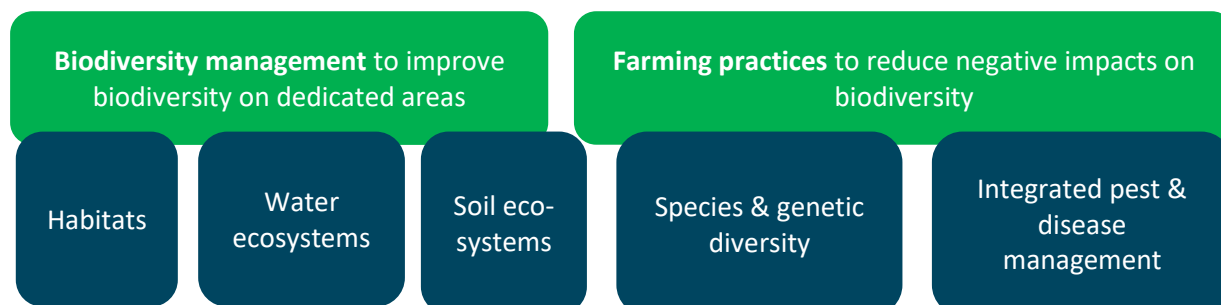 Biodiversity management to improve
biodiversity on dedicated areas
Farming practices to reduce negative impacts on
biodiversity
Habitats
Water
ecosystems
Soil eco-
systems
Species & genetic
diversity
Integrated pest &
disease
management